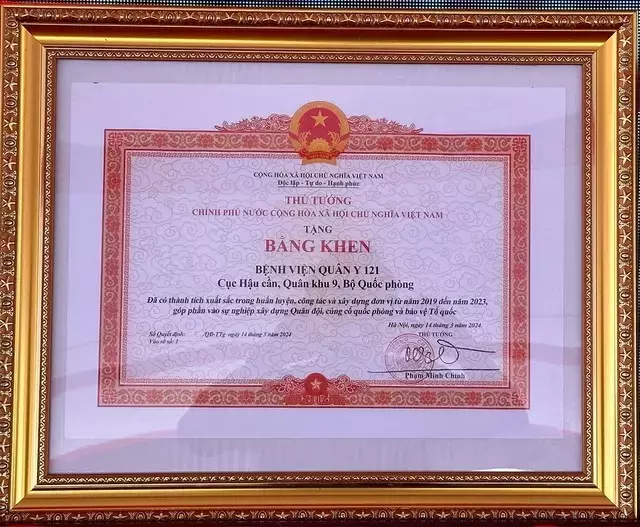 CỘNG HÒA XÃ HỘI CHỦ NGHĨA VIỆT NAM
Độc lập - Tự do - Hạnh phúc
THỦ TƯỚNG
CHÍNH PHỦ NƯỚC CỘNG HÒA XÃ HỘI CHỦ NGHĨA VIỆT NAM
TẶNG
BẰNG KHEN
BỆNH VIỆN QUÂN Y 121
Cục Hậu cần, Quân khu 9, Bộ Quốc phòng
Đã có thành tích xuất sắc trong huấn luyện, công tác và xây dựng đơn vị từ năm 2019 đến năm 2023,
góp phần vào sự nghiệp xây dựng Quân đội, củng cố quốc phòng và bảo vệ Tổ quốc
Số Quyết định: /QĐ-TTg ngày 14 tháng 3 năm 2024
Vào sổ số: 1
Hà Nội, ngày 14 tháng 3 năm 2024
THỦ TƯỚNG
Phạm Minh Chính